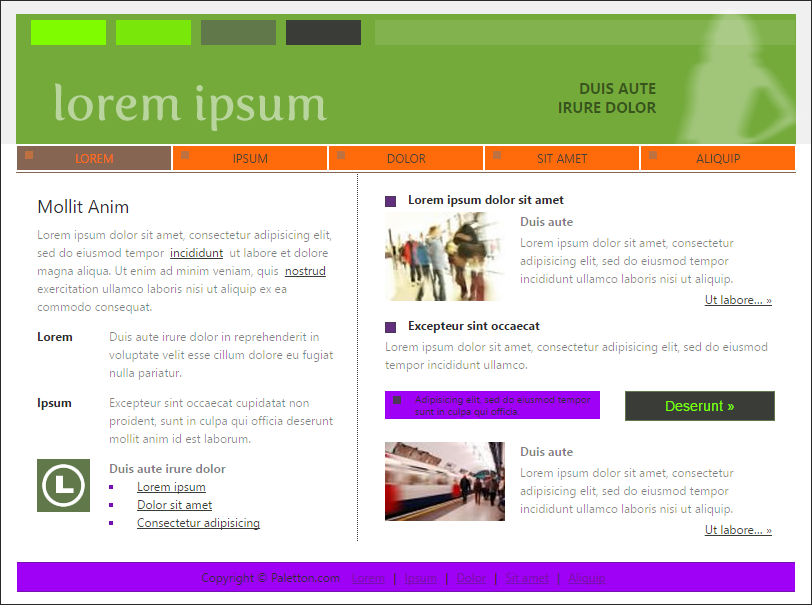 lorem ipsum
DUIS AUTE
IRURE DOLOR
LOREM
IPSUM
DOLOR
SIT AMET
ALIQUIP
Mollit Anim
Lorem ipsum dolor sit amet, consectetur adipisicing elit,
sed do eiusmod tempor incididunt ut labore et dolore
magna aliqua. Ut enim ad minim veniam, quis nostrud
exercitation ullamco laboris nisi ut aliquip ex ea
commodo consequat.
Lorem
Duis aute irure dolor in reprehenderit in
voluptate velit esse cillum dolore eu fugiat
nulla pariatur.
Ipsum
Excepteur sint occaecat cupidatat non
proident, sunt in culpa qui officia deserunt
mollit anim id est laborum.
Duis aute irure dolor
Lorem ipsum
Dolor sit amet
Consectetur adipisicing
Lorem ipsum dolor sit amet
Duis aute
Lorem ipsum dolor sit amet, consectetur
adipisicing elit, sed do eiusmod tempor
incididunt ullamco laboris nisi ut aliquip.
Ut labore... »
Excepteur sint occaecat
Lorem ipsum dolor sit amet, consectetur adipisicing elit, sed do eiusmod
tempor incididunt ullamco.
Adipisicing elit, sed do eiusmod tempor
sunt in culpa qui officia.
Deserunt »
Duis aute
Lorem ipsum dolor sit amet, consectetur
adipisicing elit, sed do eiusmod tempor
incididunt ullamco laboris nisi ut aliquip.
Ut labore... »
Copyright © Paletton.com Lorem | Ipsum | Dolor | Sit amet | Aliquip